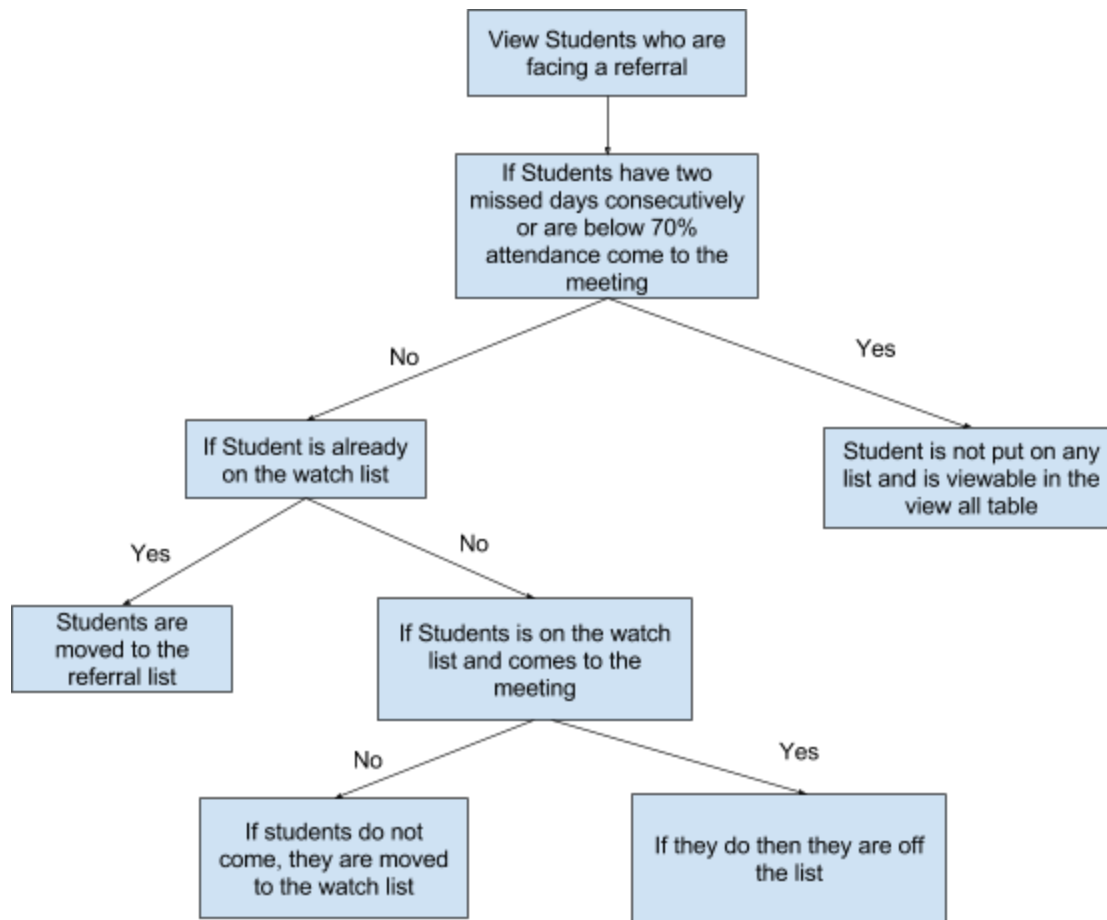 View Students who are
facing a referral
If Students have two
missed days consecutively
or are below 70%
attendance come to the
meeting
No
Yes
If Student is already
on the watch list
Student is not put on any
list and is viewable in the
view all table
Yes
No
Students are
moved to the
referral list
If Students is on the watch
list and comes to the
meeting
No
Yes
If students do not
come, they are moved
to the watch list
If they do then they are off
the list